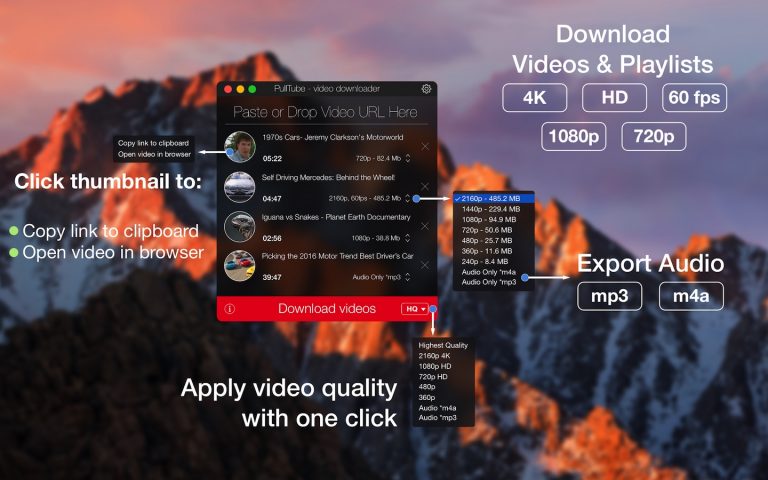 Download
Videos & Playlists
4K HD 60 fps
1080p 720p
PullTube - video downloader
Paste or Drop Video URL Here
1970s Cars- Jeremy Clarkson's Motorworld
05:22 720p - 82.4 Mb
Self Driving Mercedes: Behind the Wheel!
04:47 2160p, 60fps - 485.2 Mb
Iguana vs Snakes - Planet Earth Documentary
02:56 1080p - 38.8 Mb
Picking the 2016 Motor Trend Best Driver's Car
39:47 Audio Only *mp3
Download videos HQ
Copy link to clipboard
Open video in browser
Click thumbnail to:
Copy link to clipboard
Open video in browser
2160p - 485.2 MB
1440p - 229.4 MB
1080p - 94.9 MB
720p - 50.6 MB
480p - 25.7 MB
360p - 11.6 MB
240p - 8.4 MB
Audio Only *m4a
Audio Only *mp3
Export Audio
mp3 m4a
Highest Quality
2160p 4K
1080p HD
720p HD
480p
360p
Audio *m4a
Audio *mp3
Apply video quality
with one click